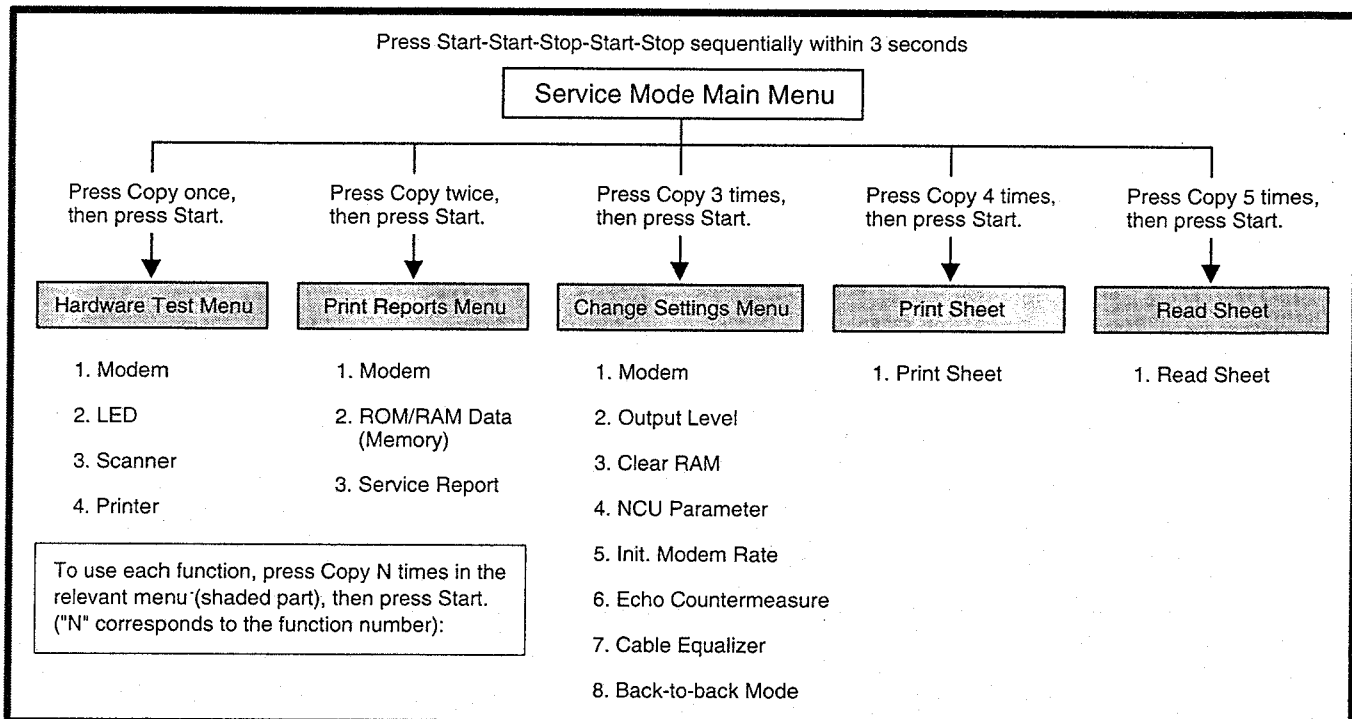 Press Start-Start-Stop-Start-Stop sequentially within 3 seconds
Service Mode Main Menu
Press Copy once,
then press Start.
Press Copy twice,
then press Start.
Press Copy 3 times,
then press Start.
Press Copy 4 times,
then press Start.
Press Copy 5 times,
then press Start.
Hardware Test Menu
Print Reports Menu
Change Settings Menu
Print Sheet
Read Sheet
1. Modem
2. LED
3. Scanner
4. Printer
1. Modem
2. ROM/RAM Data
(Memory)
3. Service Report
1. Modem
2. Output Level
3. Clear RAM
4. NCU Parameter
5. Init. Modem Rate
6. Echo Countermeasure
7. Cable Equalizer
8. Back-to-back Mode
1. Print Sheet
1. Read Sheet
To use each function, press Copy N times in the
relevant menu (shaded part), then press Start.
("N" corresponds to the function number):